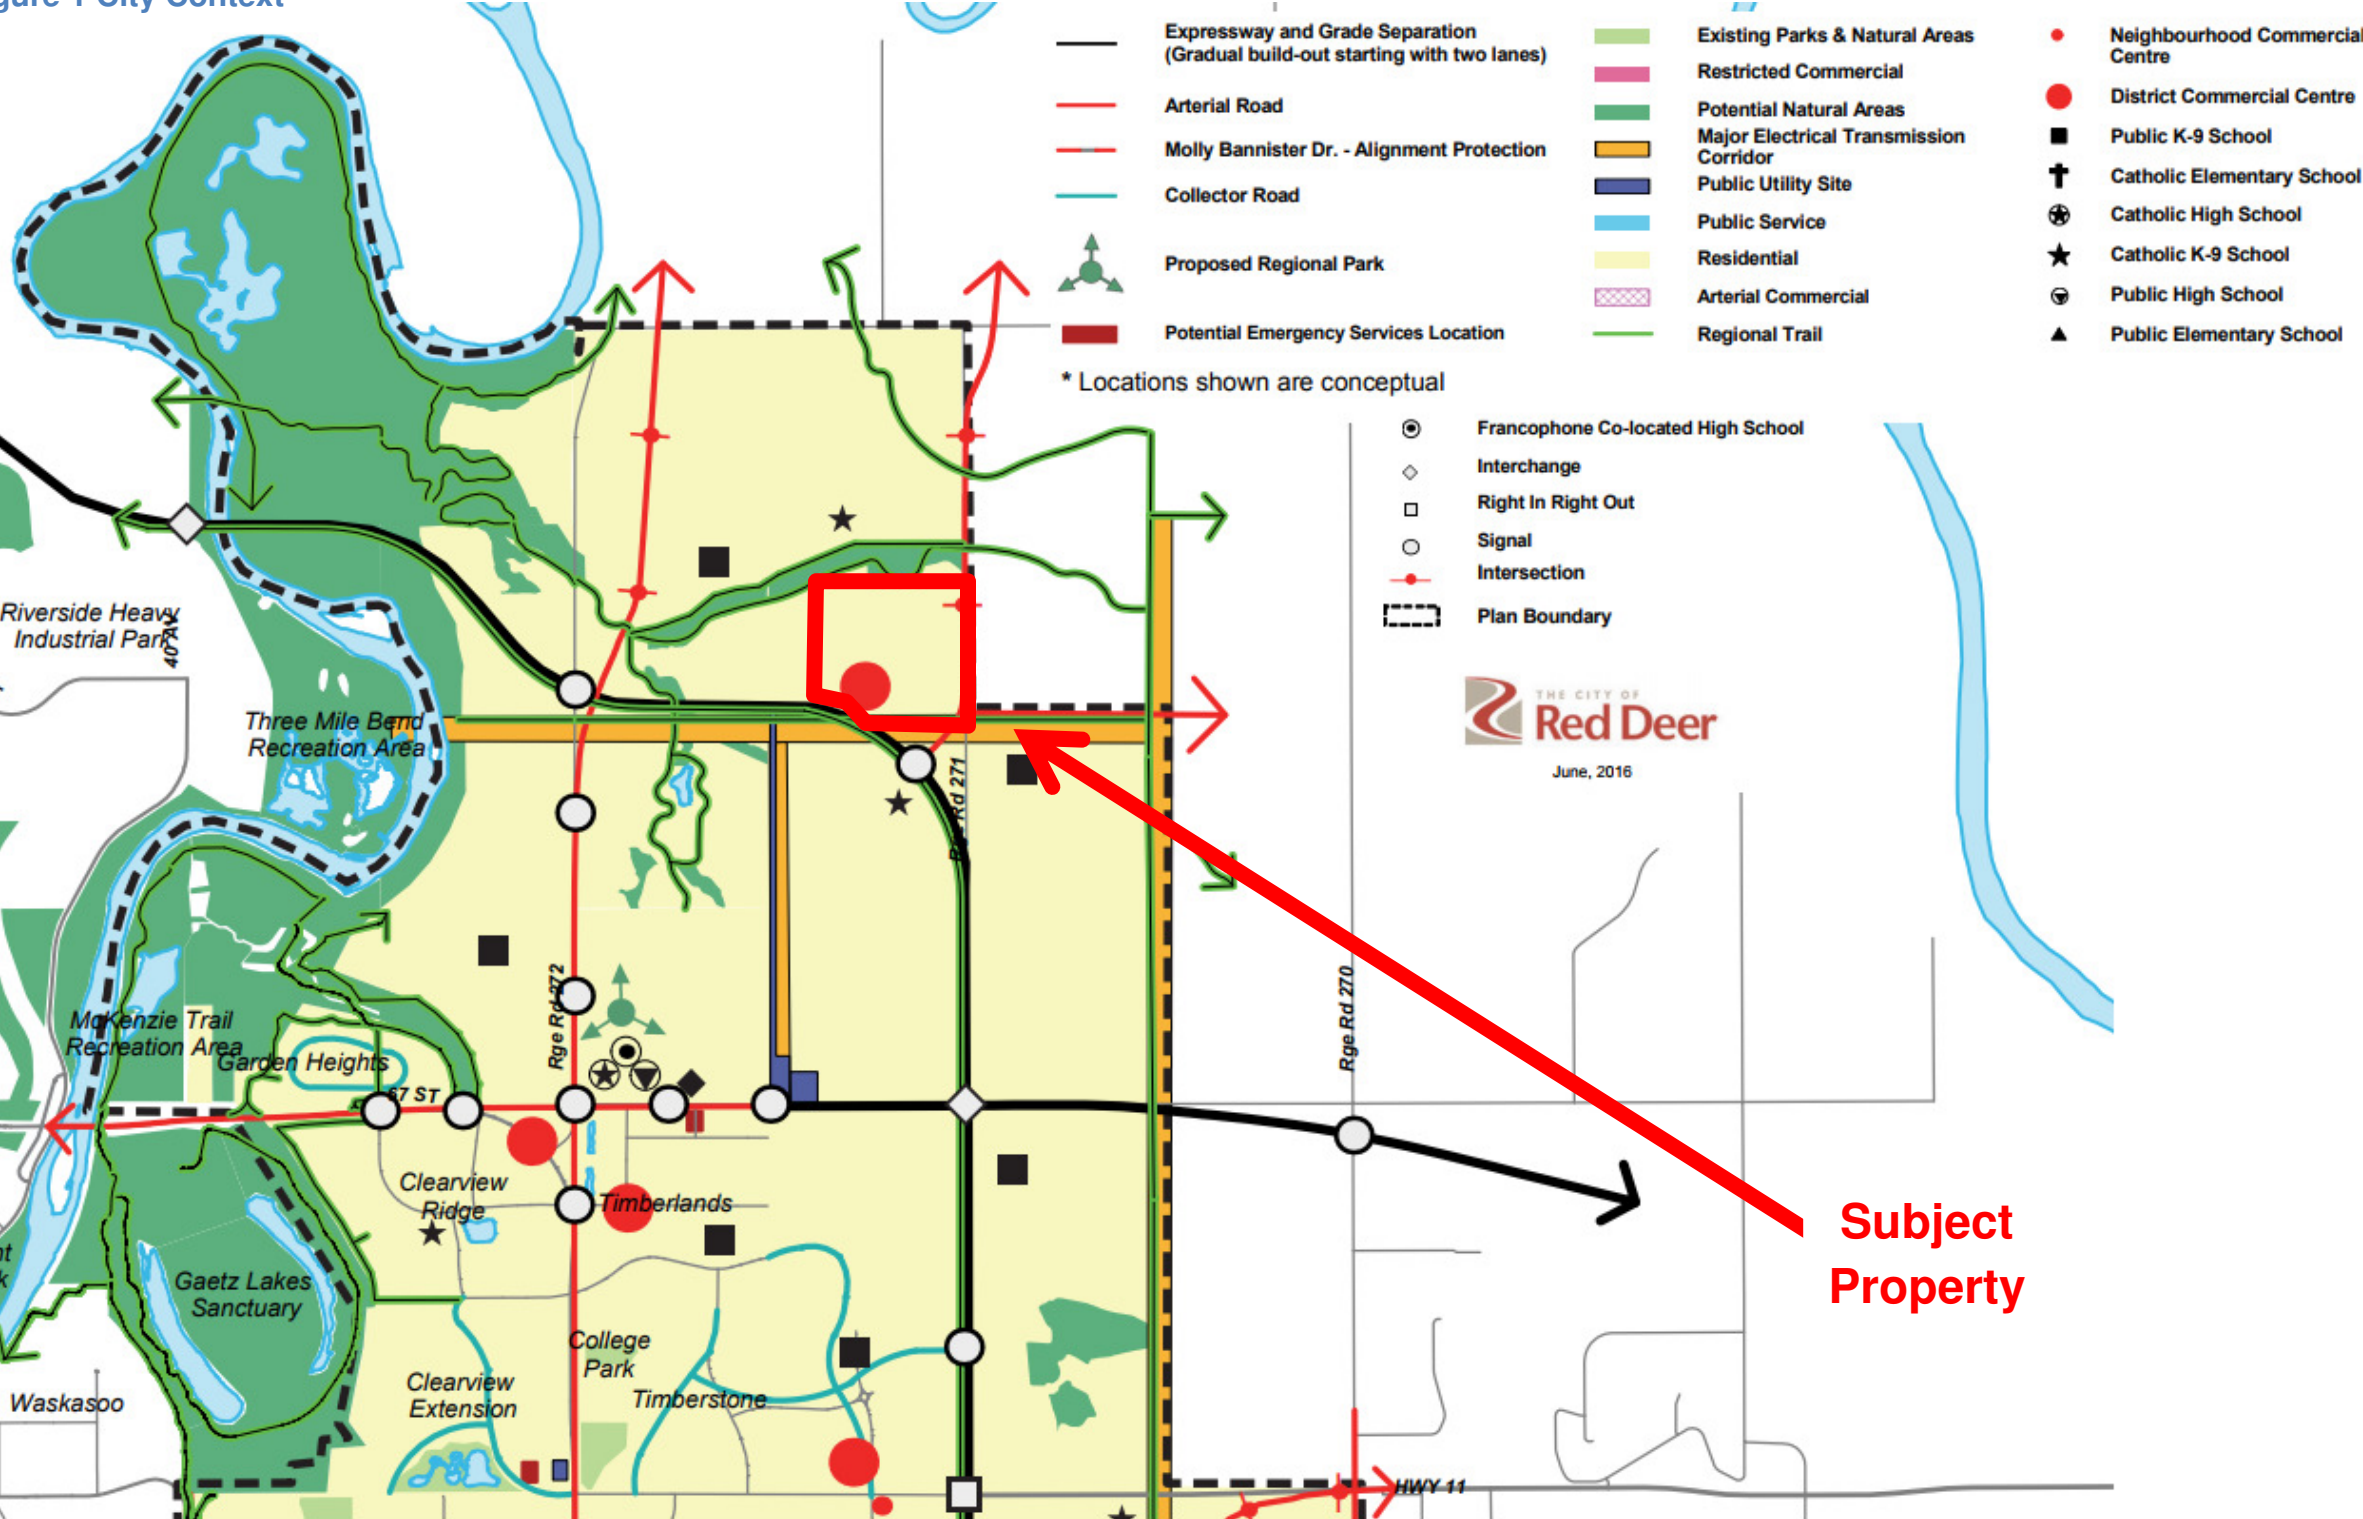 gure 1 City Context
Expressway and Grade Separation
(Gradual build-out starting with two lanes)
Arterial Road
Molly Bannister Dr. - Alignment Protection
Collector Road
Proposed Regional Park
Potential Emergency Services Location
* Locations shown are conceptual
Existing Parks & Natural Areas
Restricted Commercial
Potential Natural Areas
Major Electrical Transmission
Corridor
Public Utility Site
Public Service
Residential
Arterial Commercial
Regional Trail
Neighbourhood Commercial
Centre
District Commercial Centre
Public K-9 School
Catholic Elementary School
Catholic High School
Catholic K-9 School
Public High School
Public Elementary School
Francophone Co-located High School
Interchange
Right In Right Out
Signal
Intersection
Plan Boundary
THE CITY OF
Red Deer
June, 2016
Riverside Heavy
Industrial Park
40 AV
Three Mile Bend
Recreation Area
Rd 271
Rge Rd 272
Rge Rd 270
McKenzie Trail
Recreation Area
Garden Heights
67 ST
Clearview
Ridge
Timberlands
Gaetz Lakes
Sanctuary
College
Park
Clearview
Extension
Timberstone
Waskasoo
HWY 11
Subject
Property